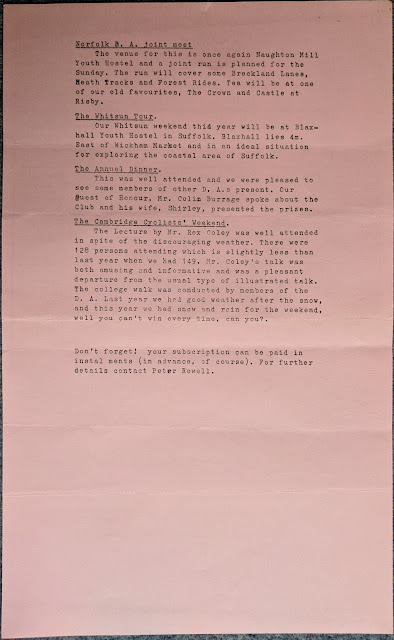 Norfolk D. A. joint meet
The venue for this is once again Naughton Mill
Youth Hostel and a joint run is planned for the
Sunday. The run will cover some Breckland Lanes,
Heath Tracks and Forest Rides. Tea will be at one
of our old favourites, The Crown and Castle at
Risby.
The Whitsun Tour.
Our Whitsun weekend this year will be at Blax-
hall Youth Hostel in Suffolk. Blaxhall lies 4m.
East of Wickham Market and in an ideal situation
for exploring the coastal area of Suffolk.
The Annual Dinner.
This was well attended and we were pleased to
see some members of other D. A.s present. Our
Guest of Honour, Mr. Colin Burrage spoke about the
Club and his wife, Shirley, presented the prizes.
The Cambridge Cyclists' Weekend.
The Lecture by Mr. Rex Coley was well attended
in spite of the discouraging weather. There were
128 persons attending which is slightly less than
last year when we had 149. Mr. Coley's talk was
both amusing and informative and was a pleasant
departure from the usual type of illustrated talk.
The college walk was conducted by members of the
D. A. Last year we had good weather after the snow,
and this year we had snow and rain for the weekend,
well you can't win every time, can you?.
Don't forget! your subscription can be paid in
instal ments (in advance, of course). For further
details contact Peter Rowell.